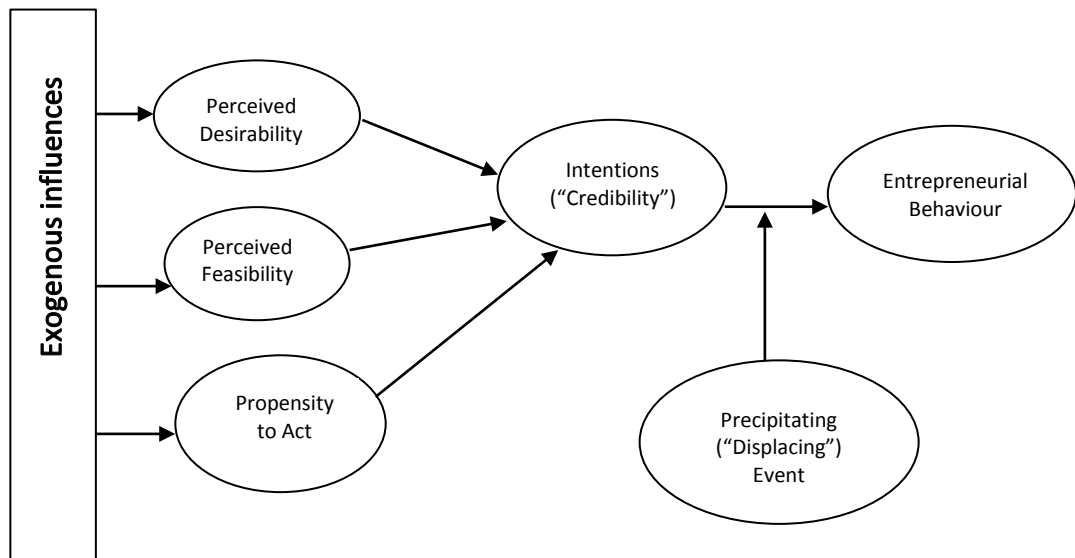 Exogenous influences
Perceived
Desirability
Perceived
Feasibility
Propensity
to Act
Intentions
(“Credibility”)
Entrepreneurial
Behaviour
Precipitating
(“Displacing”)
Event